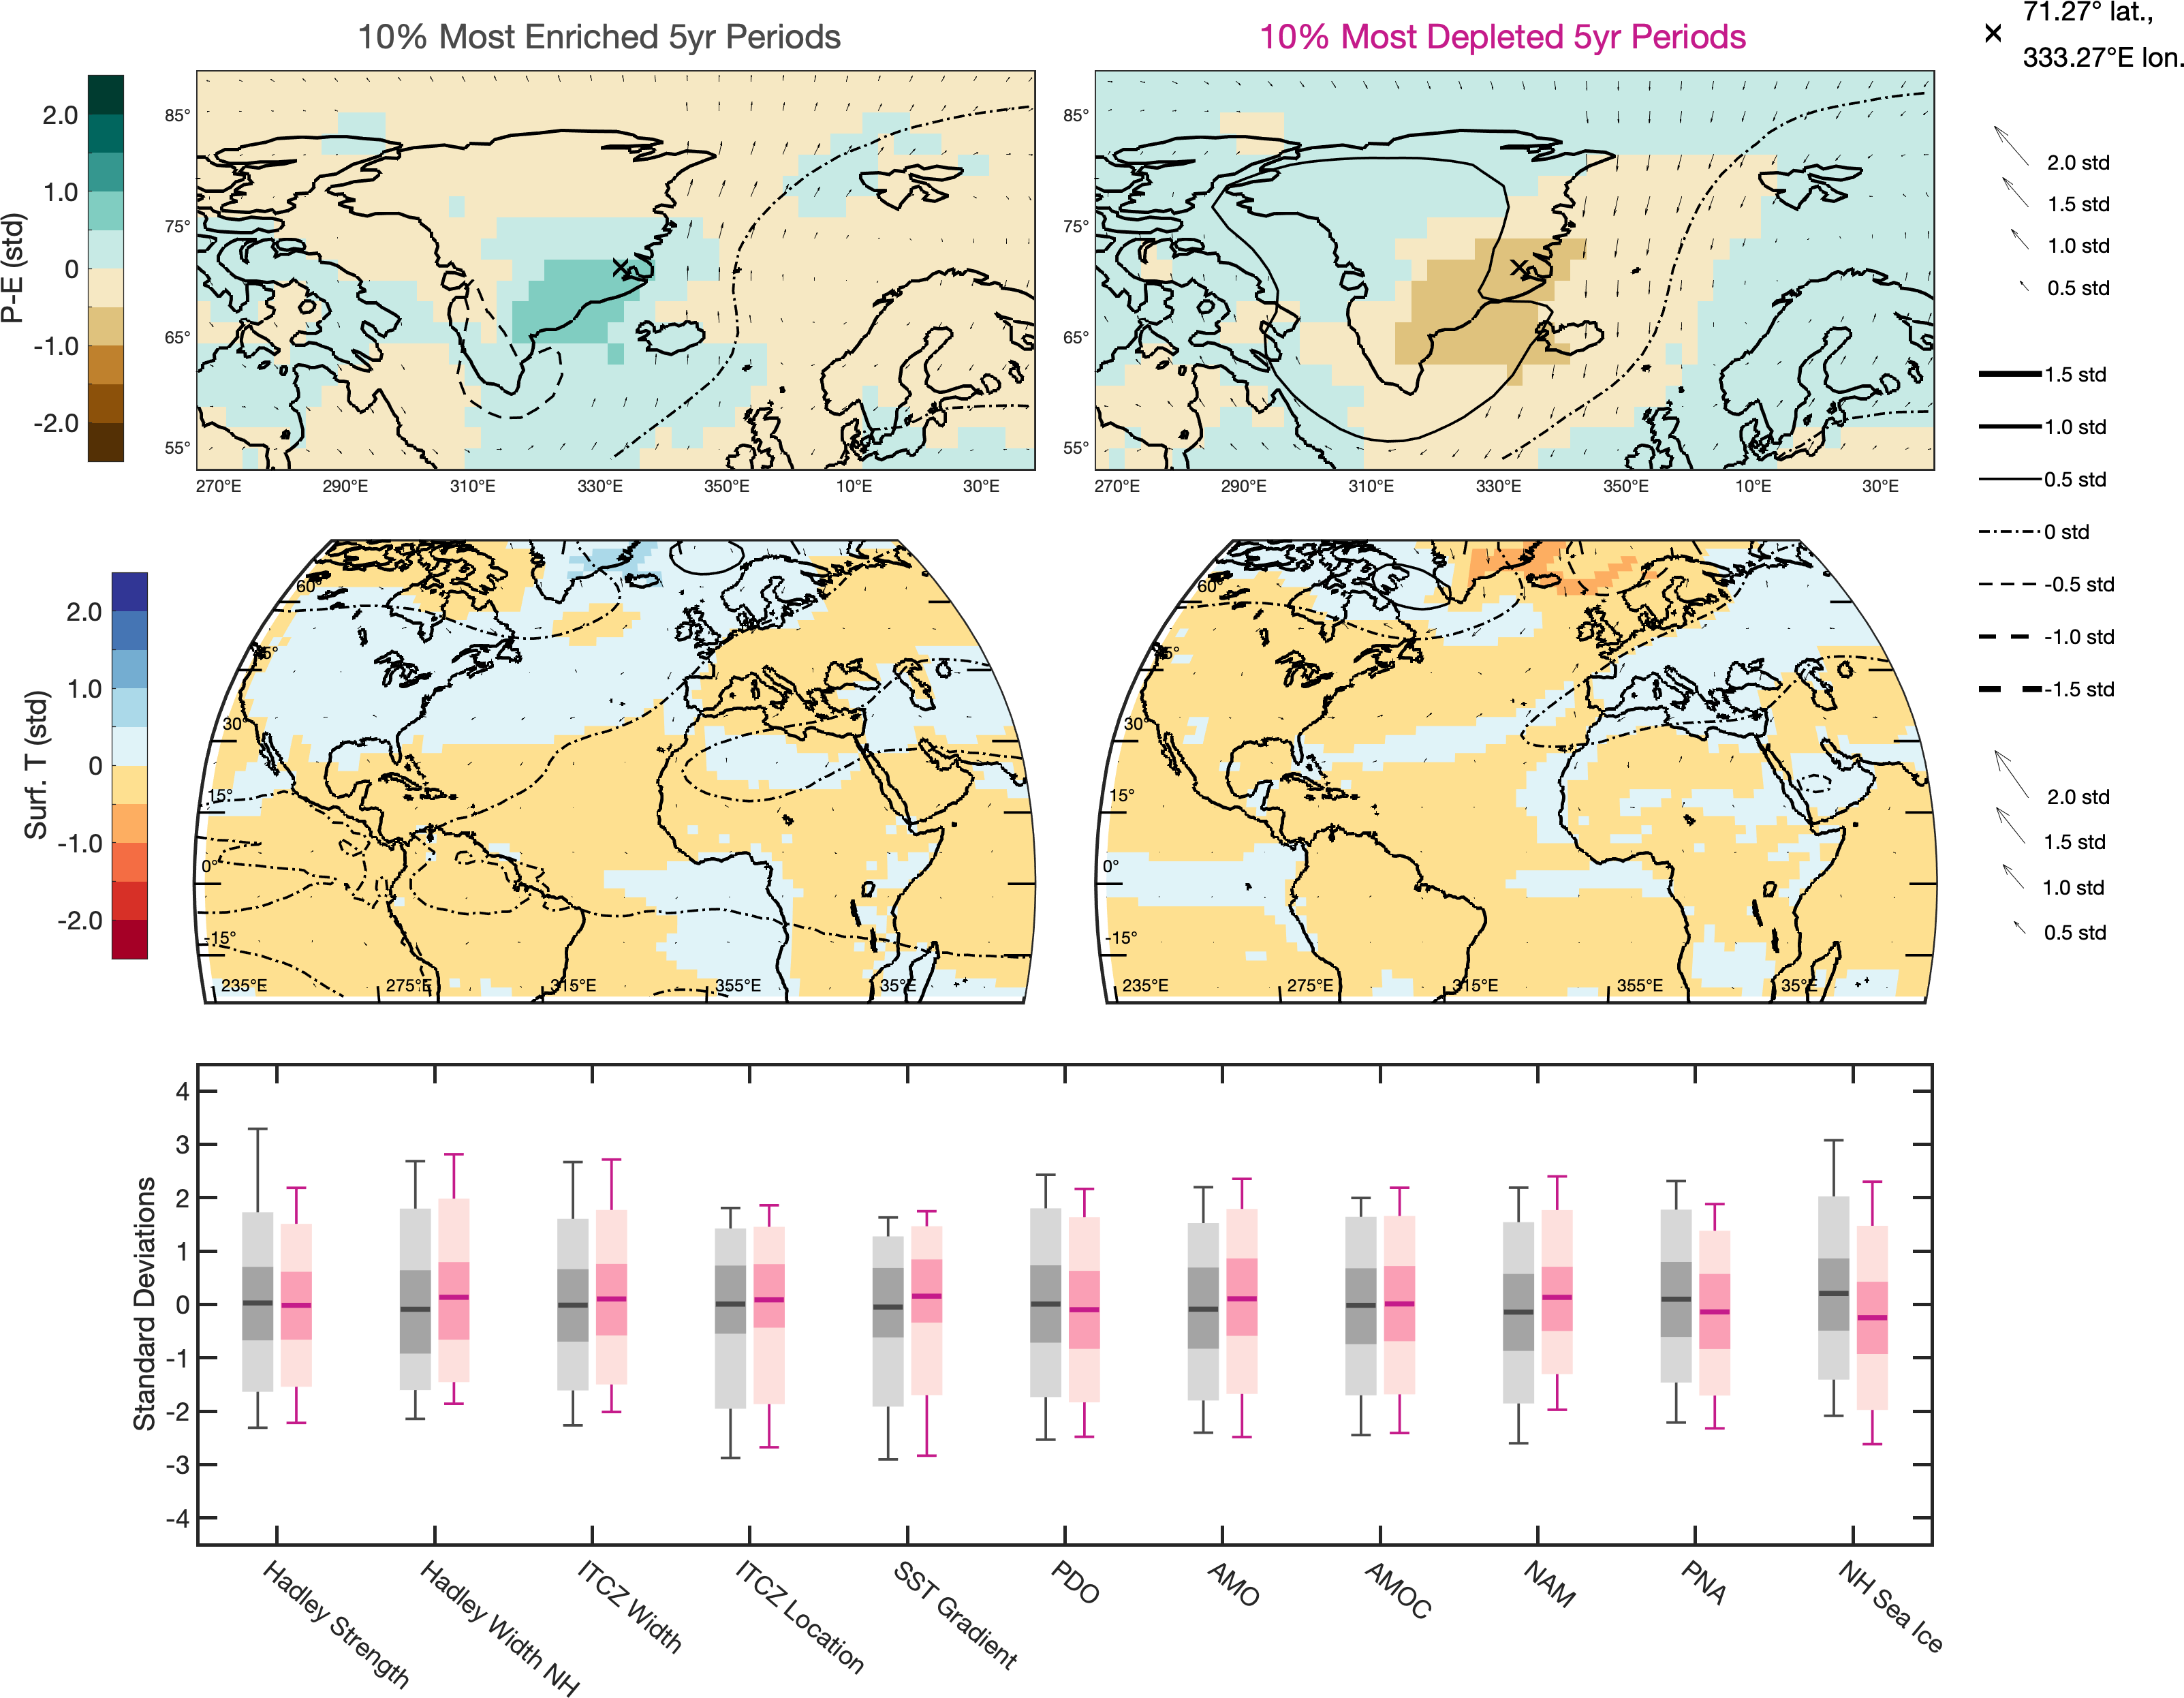 10% Most Enriched 5yr Periods
10% Most Depleted 5yr Periods
71.27° lat.,
333.27°E lon.
P-E (std)
2.0
1.0
0
-1.0
-2.0
85°
75°
65°
55°
270°E
290°E
310°E
330°E
350°E
10°E
30°E
85°
75°
65°
55°
270°E
290°E
310°E
330°E
350°E
10°E
30°E
2.0 std
1.5 std
1.0 std
0.5 std
1.5 std
1.0 std
0.5 std
0 std
-0.5 std
-1.0 std
-1.5 std
Surf. T (std)
2.0
1.0
0
-1.0
-2.0
60°
45°
30°
15°
0°
-15°
235°E
275°E
315°E
355°E
35°E
60°
45°
30°
15°
0°
-15°
235°E
275°E
315°E
355°E
35°E
2.0 std
1.5 std
1.0 std
0.5 std
Standard Deviations
4
3
2
1
0
-1
-2
-3
-4
Hadley Strength
Hadley Width NH
ITCZ Width
ITCZ Location
SST Gradient
PDO
AMO
AMOC
NAM
PNA
NH Sea Ice